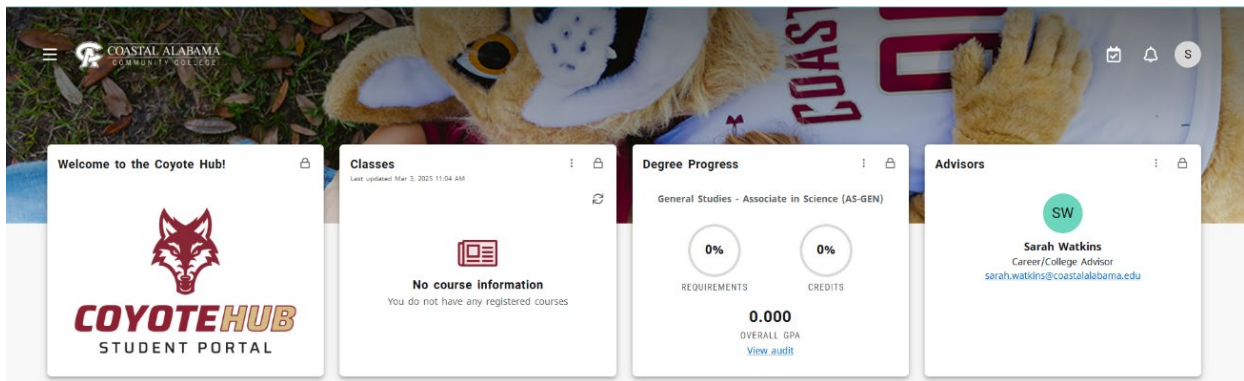 COASTAL ALABAMA
COMMUNITY COLLEGE
S
COAST
Welcome to the Coyote Hub!
COYOTEHUB
STUDENT PORTAL
Classes
Last updated Mar 3, 2025 11:04 AM
No course information
You do not have any registered courses
Degree Progress
General Studies - Associate in Science (AS-GEN)
0%
0%
REQUIREMENTS
CREDITS
0.000
OVERALL GPA
View audit
Advisors
SW
Sarah Watkins
Career/College Advisor
sarah.watkins@coastalalabama.edu